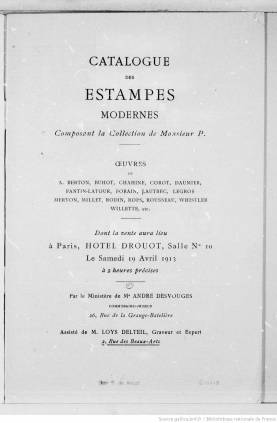 CATALOGUE
DES
ESTAMPES
MODERNES
Composant la Collection de Monsieur P.
ŒUVRES
DE
A. BERTON, BUHOT, CHAHINE, COROT, DAUMIER,
FANTIN-LATOUR, FORAIN, LAUTREC, LEGROS
MERYON, MILLET, RODIN, ROPS, ROUSSEAU, WHISTLER
WILLETTE, etc.
Dont la vente aura lieu
à Paris, HOTEL DROUOT, Salle No 10
Le Samedi 19 Avril 1913
à 2 heures précises
Par le Ministère de Me ANDRÉ DESVOUGES
COMMISSAIRE-PRISEUR
26, Rue de la Grange-Batelière
Assisté de M. LOYS DELTEIL, Graveur et Expert
2, Rue des Beaux-Arts
Source gallica.bnf.fr / Bibliothèque nationale de France